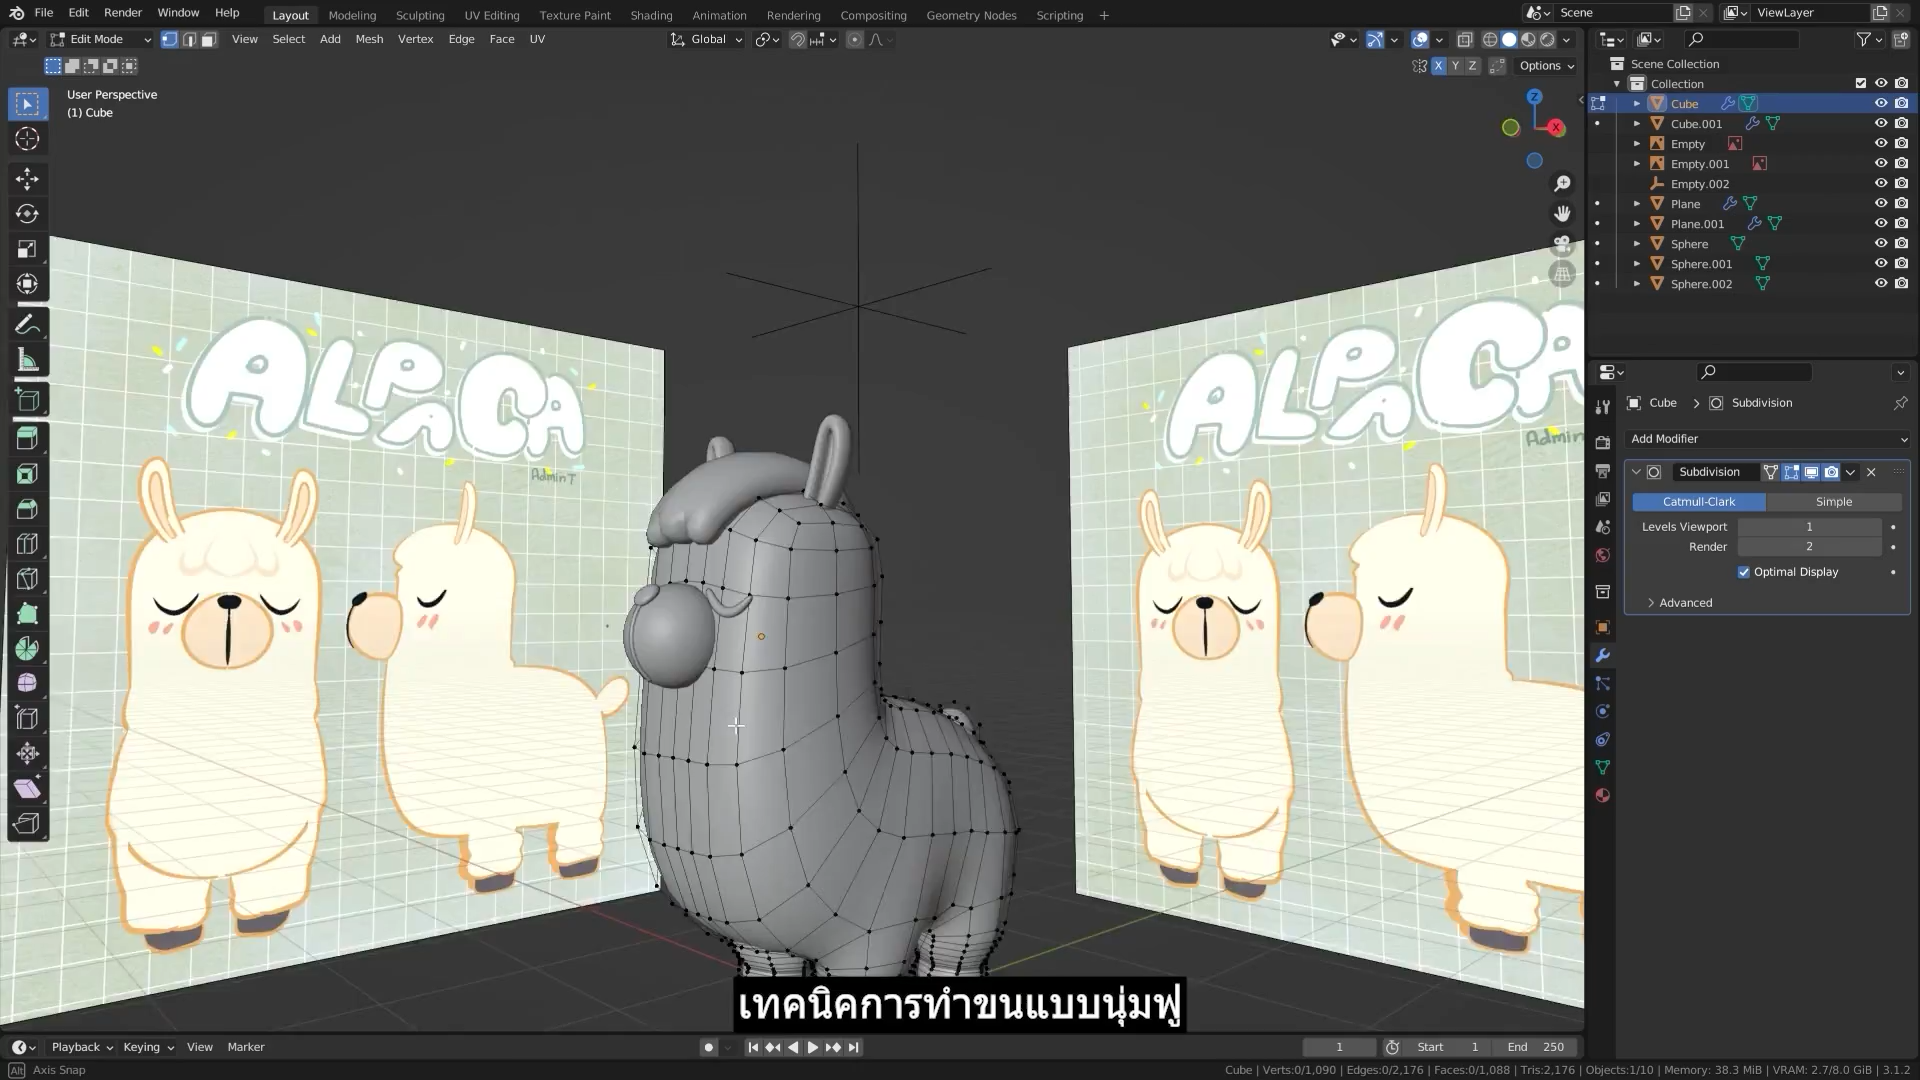 File Edit Render Window Help
Layout Modeling Sculpting UV Editing Texture Paint Shading Animation Rendering Compositing Geometry Nodes Scripting +
Scene
ViewLayer
Edit Mode
View Select Add Mesh Vertex Edge Face UV
Global
X Y Z
Options
User Perspective
(1) Cube
Z
X
Scene Collection
Collection
Cube
Cube.001
Empty
Empty.001
Empty.002
Plane
Plane.001
Sphere
Sphere.001
Sphere.002
Cube > Subdivision
Add Modifier
Subdivision
Catmull-Clark Simple
Levels Viewport 1
Render 2
Optimal Display
Advanced
ALPACA
AdminT
ALPACA
Admin
เทคนิคการทำขนแบบนุ่มฟู
Playback Keying View Marker
1
Start 1
End 250
Alt Axis Snap
Cube | Verts:0/1,090 | Edges:0/2,176 | Faces:0/1,088 | Tris:2,176 | Objects:1/10 | Memory: 38.3 MiB | VRAM: 2.7/8.0 GiB | 3.1.2